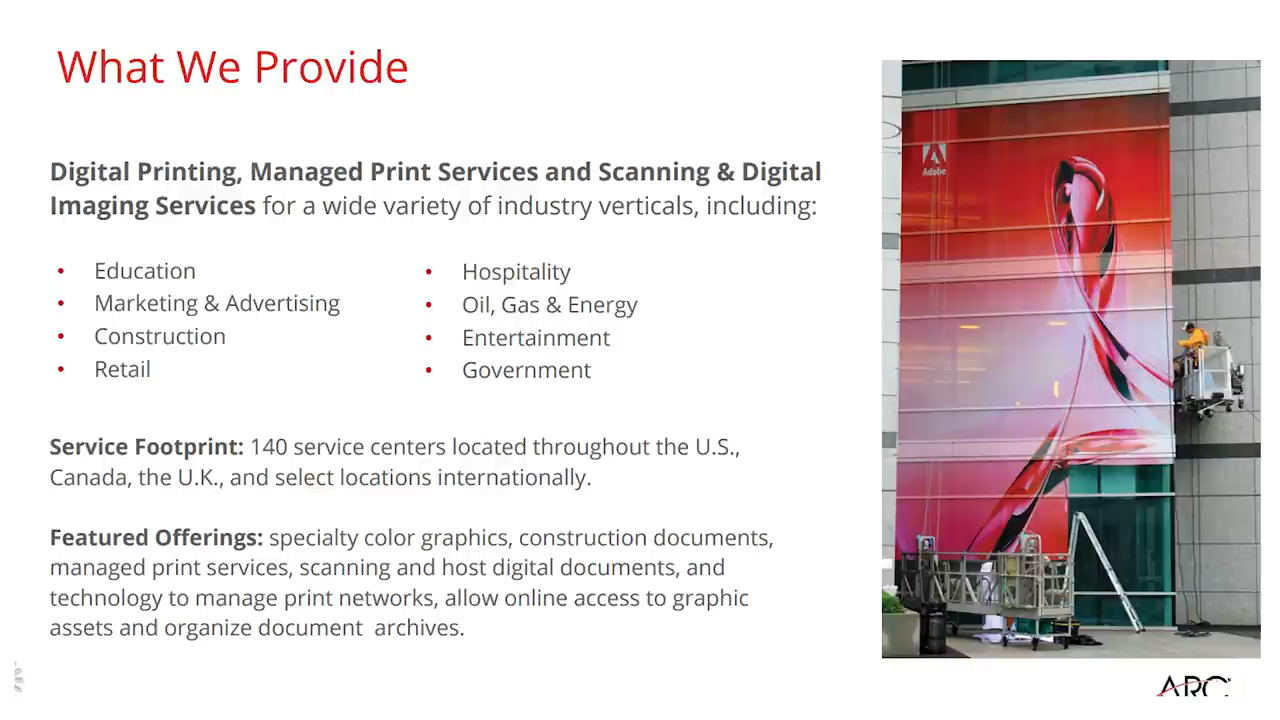 What We Provide
Digital Printing, Managed Print Services and Scanning & Digital
Imaging Services for a wide variety of industry verticals, including:
• Education
• Marketing & Advertising
• Construction
• Retail
• Hospitality
• Oil, Gas & Energy
• Entertainment
• Government
Service Footprint: 140 service centers located throughout the U.S.,
Canada, the U.K., and select locations internationally.
Featured Offerings: specialty color graphics, construction documents,
managed print services, scanning and host digital documents, and
technology to manage print networks, allow online access to graphic
assets and organize document archives.
Adobe
ARC